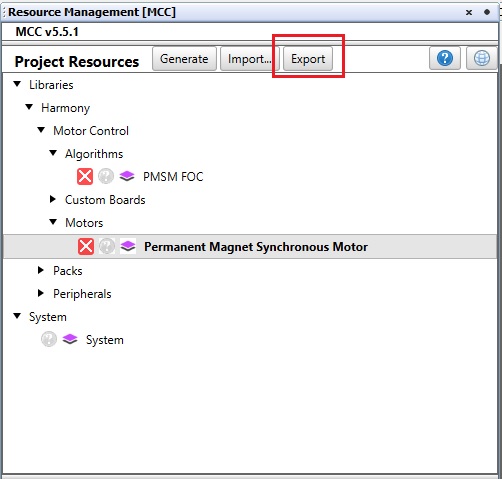 Resource Management [MCC]
MCC v5.5.1
Project Resources Generate Import... Export
Libraries
Harmony
Motor Control
Algorithms
PMSM FOC
Custom Boards
Motors
Permanent Magnet Synchronous Motor
Packs
Peripherals
System
System